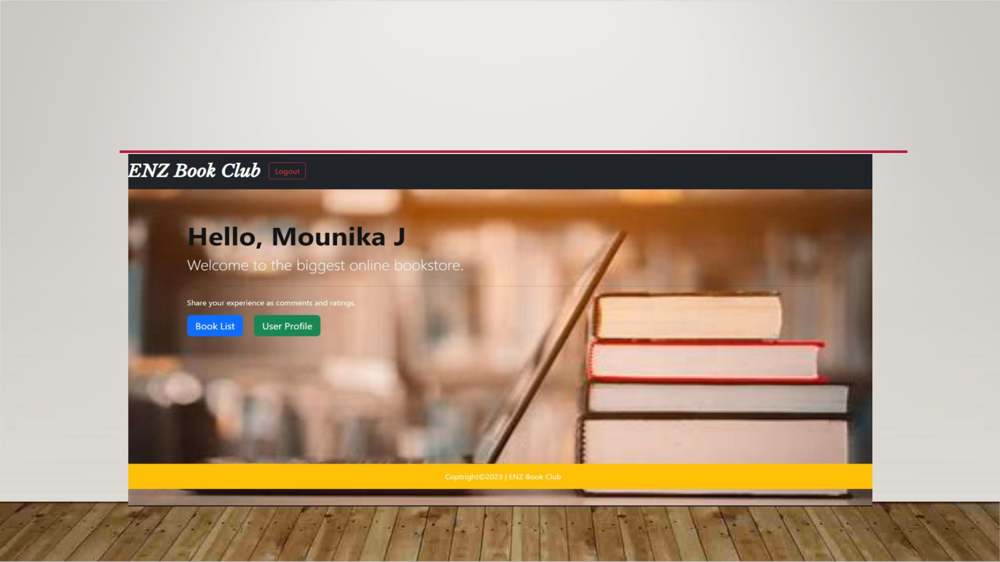 ENZ Book Club Logout
Hello, Mounika J
Welcome to the biggest online bookstore.
Share your experience as comments and ratings.
Book List User Profile
Coptright©2023 | ENZ Book Club